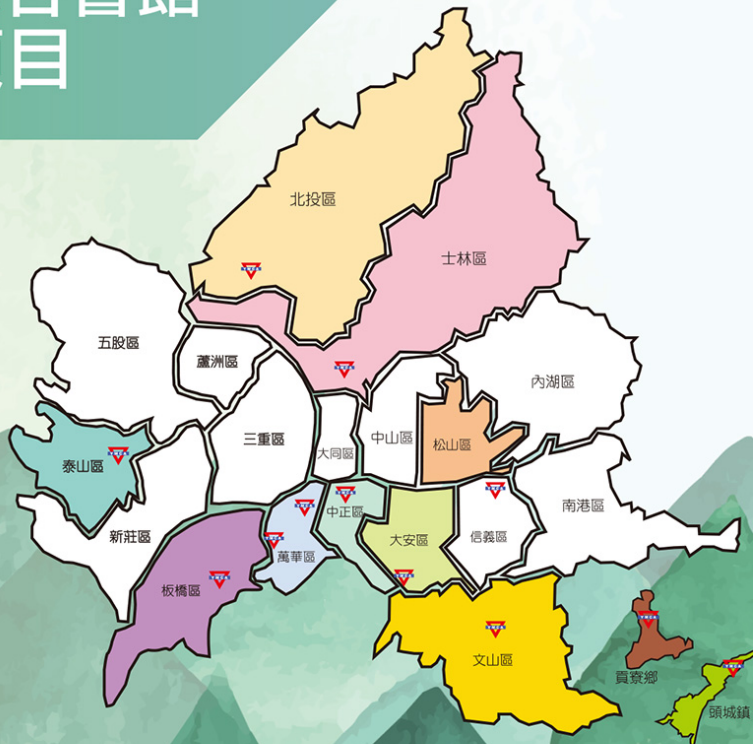 目
北投區
士林區
五股區
蘆洲區
內湖區
三重區
大同區
中山區
松山區
泰山區
新莊區
中正區
萬華區
大安區
信義區
南港區
板橋區
文山區
貢寮鄉
頭城鎮